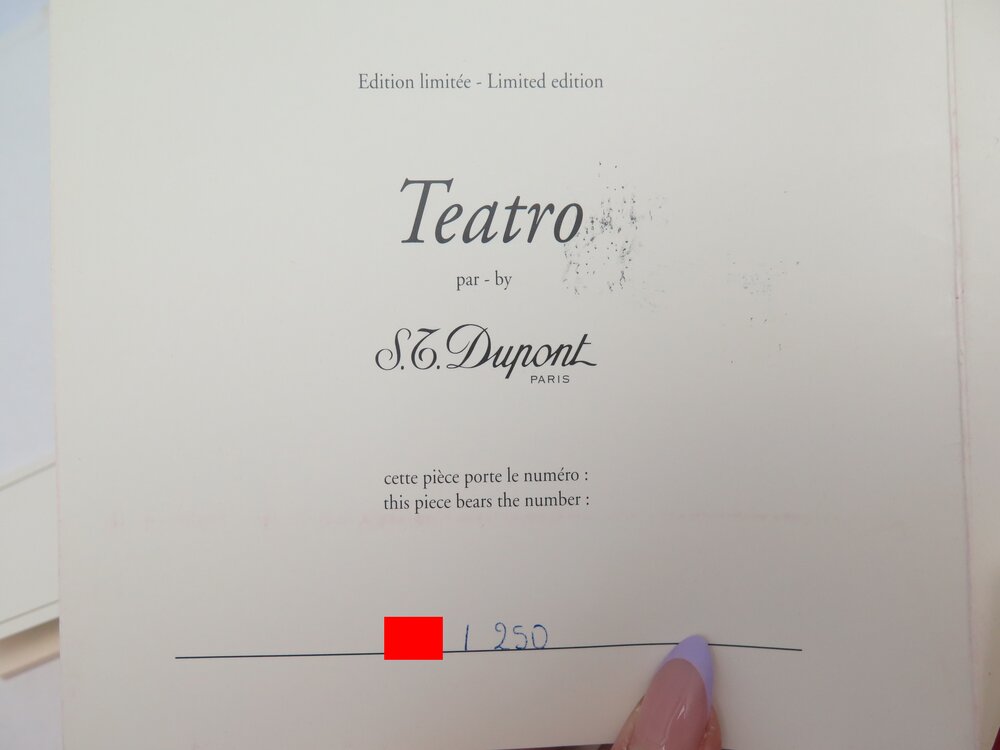 Edition limitée - Limited edition
Teatro
par - by
S.T. Dupont
PARIS
cette pièce porte le numéro :
this piece bears the number :
/ 250